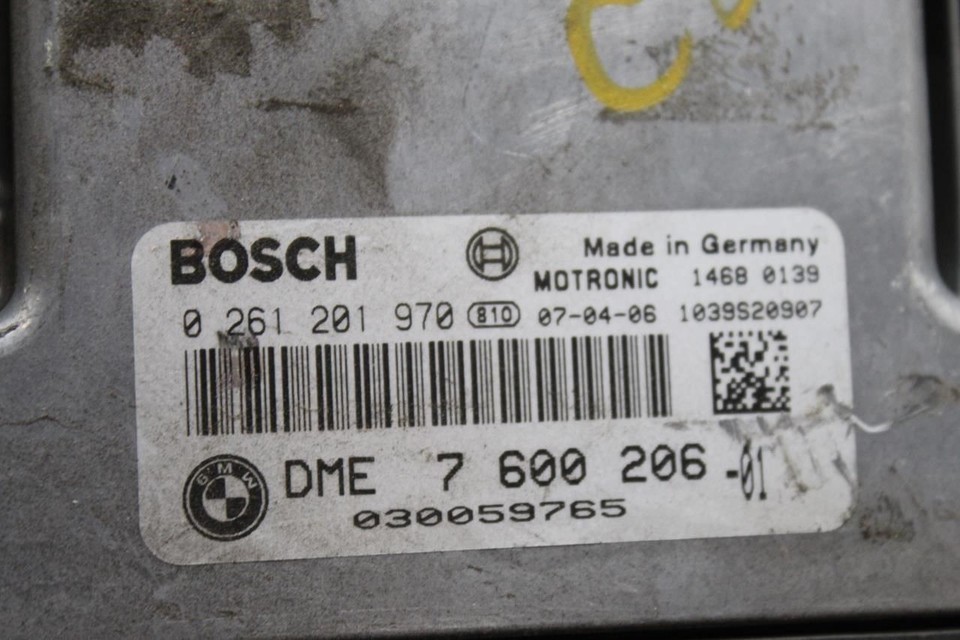 BOSCH
Made in Germany
MOTRONIC 1468 0139
0 261 201 970 810 07-04-06 1039S20907
BMW
DME 7 600 206 -01
030059765